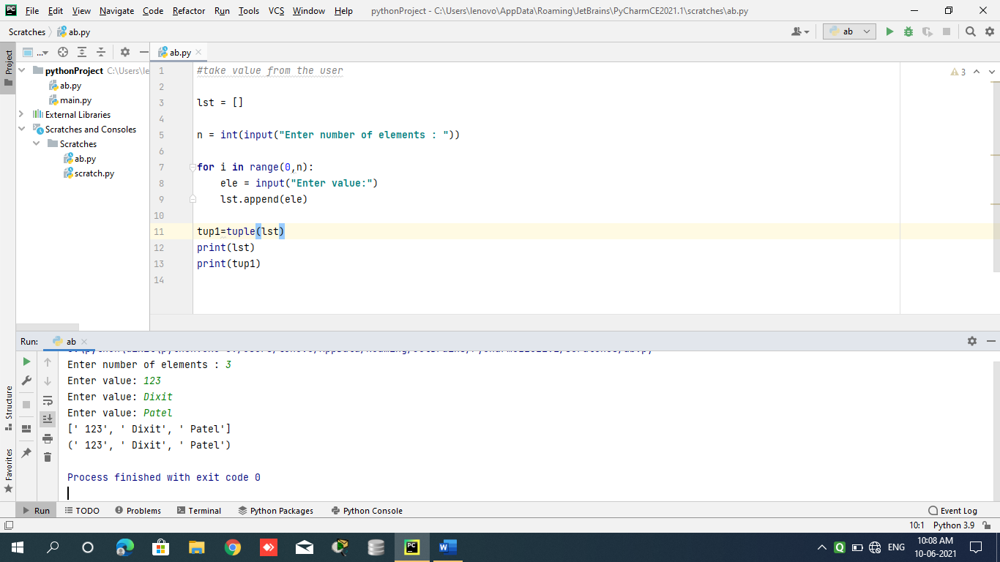 File Edit View Navigate Code Refactor Run Tools VCS Window Help pythonProject - C:\Users\lenovo\AppData\Roaming\JetBrains\PyCharmCE2021.1\scratches\ab.py
Scratches ab.py ab
Project ... ab.py
pythonProject C:\Users\le
ab.py
main.py
External Libraries
Scratches and Consoles
Scratches
ab.py
scratch.py
3
1 #take value from the user
2
3 lst = []
4
5 n = int(input("Enter number of elements : "))
6
7 for i in range(0,n):
8 ele = input("Enter value:")
9 lst.append(ele)
10
11 tup1=tuple(lst)
12 print(lst)
13 print(tup1)
14
Run: ab
Enter number of elements : 3
Enter value: 123
Enter value: Dixit
Enter value: Patel
[' 123', ' Dixit', ' Patel']
(' 123', ' Dixit', ' Patel')
Process finished with exit code 0
Structure
Favorites
Run TODO Problems Terminal Python Packages Python Console Event Log
10:1 Python 3.9
ENG 10:08 AM
10-06-2021